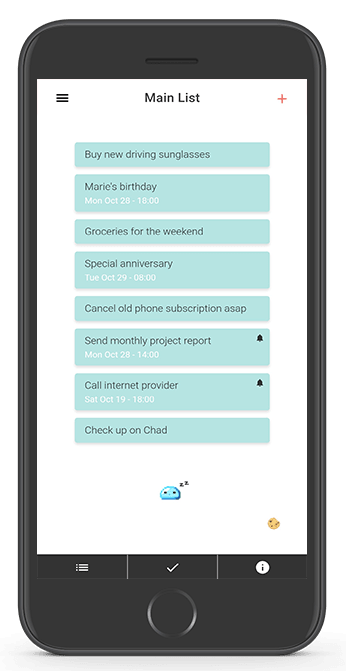 Main List
Buy new driving sunglasses
Marie's birthday
Mon Oct 28 - 18:00
Groceries for the weekend
Special anniversary
Tue Oct 29 - 08:00
Cancel old phone subscription asap
Send monthly project report
Mon Oct 28 - 14:00
Call internet provider
Sat Oct 19 - 18:00
Check up on Chad
zz